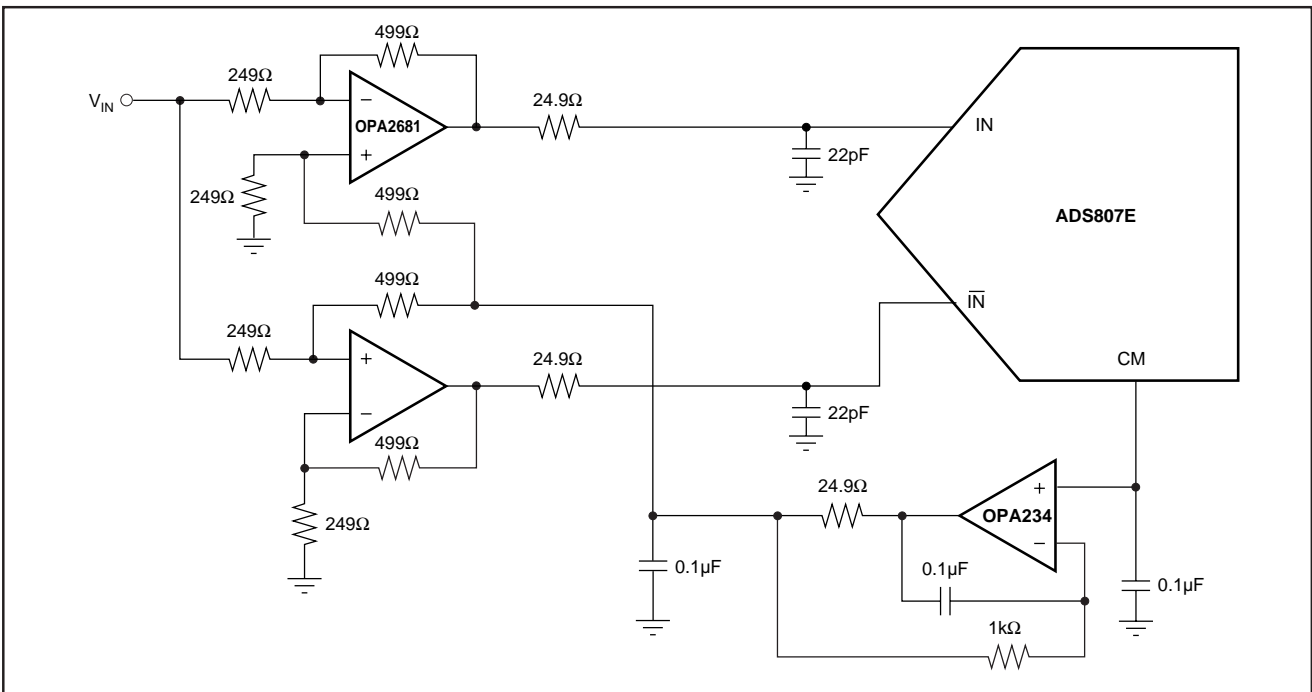 499Ω
249Ω
V_IN
OPA2681
−
+
24.9Ω
IN
22pF
249Ω
499Ω
ADS807E
499Ω
249Ω
+
−
24.9Ω
I̅N̅
CM
22pF
499Ω
24.9Ω
+
OPA234
−
249Ω
0.1µF
0.1µF
0.1µF
1kΩ